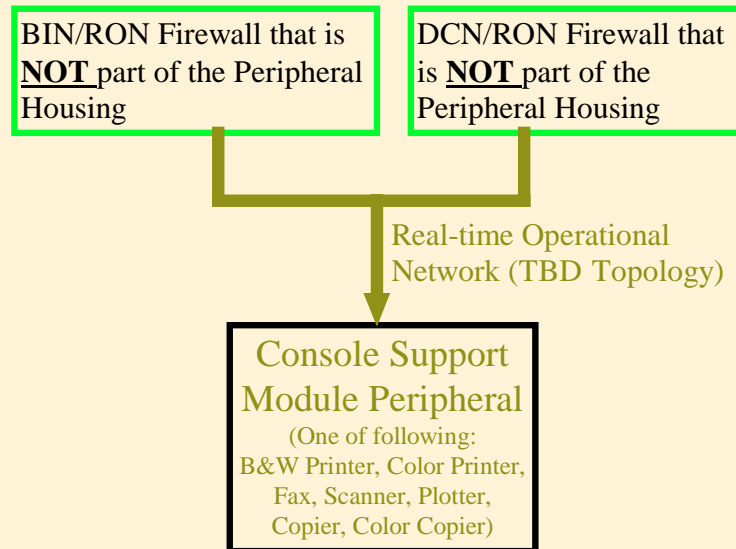 BIN/RON Firewall that is
NOT part of the Peripheral
Housing
DCN/RON Firewall that
is NOT part of the
Peripheral Housing
Real-time Operational
Network (TBD Topology)
Console Support
Module Peripheral
(One of following:
B&W Printer, Color Printer,
Fax, Scanner, Plotter,
Copier, Color Copier)